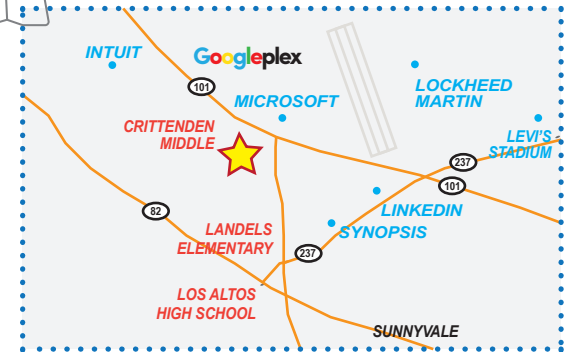 INTUIT
Googleplex
101
LOCKHEED
MARTIN
MICROSOFT
CRITTENDEN
MIDDLE
LEVI'S
STADIUM
237
101
82
LINKEDIN
LANDELS
ELEMENTARY
SYNOPSIS
237
LOS ALTOS
HIGH SCHOOL
SUNNYVALE